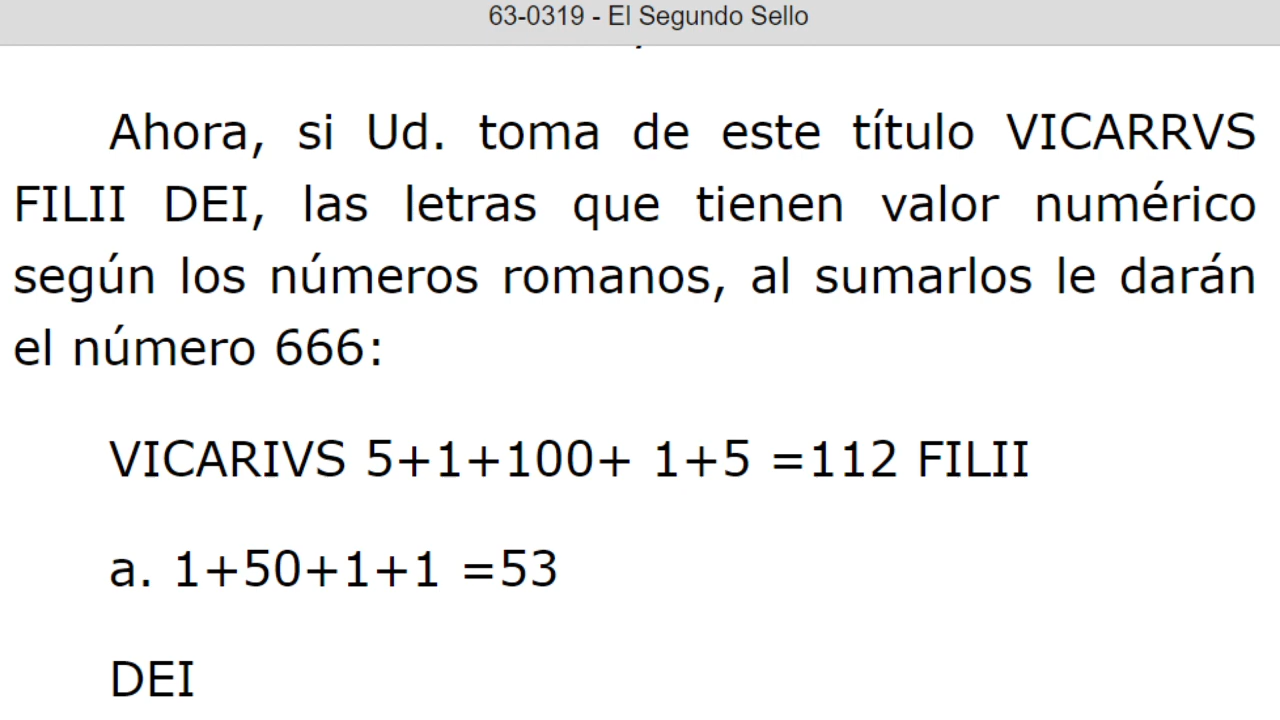 63-0319 - El Segundo Sello
Ahora, si Ud. toma de este título VICARRVS
FILII DEI, las letras que tienen valor numérico
según los números romanos, al sumarlos le darán
el número 666:
VICARIVS 5+1+100+ 1+5 =112 FILII
a. 1+50+1+1 =53
DEI